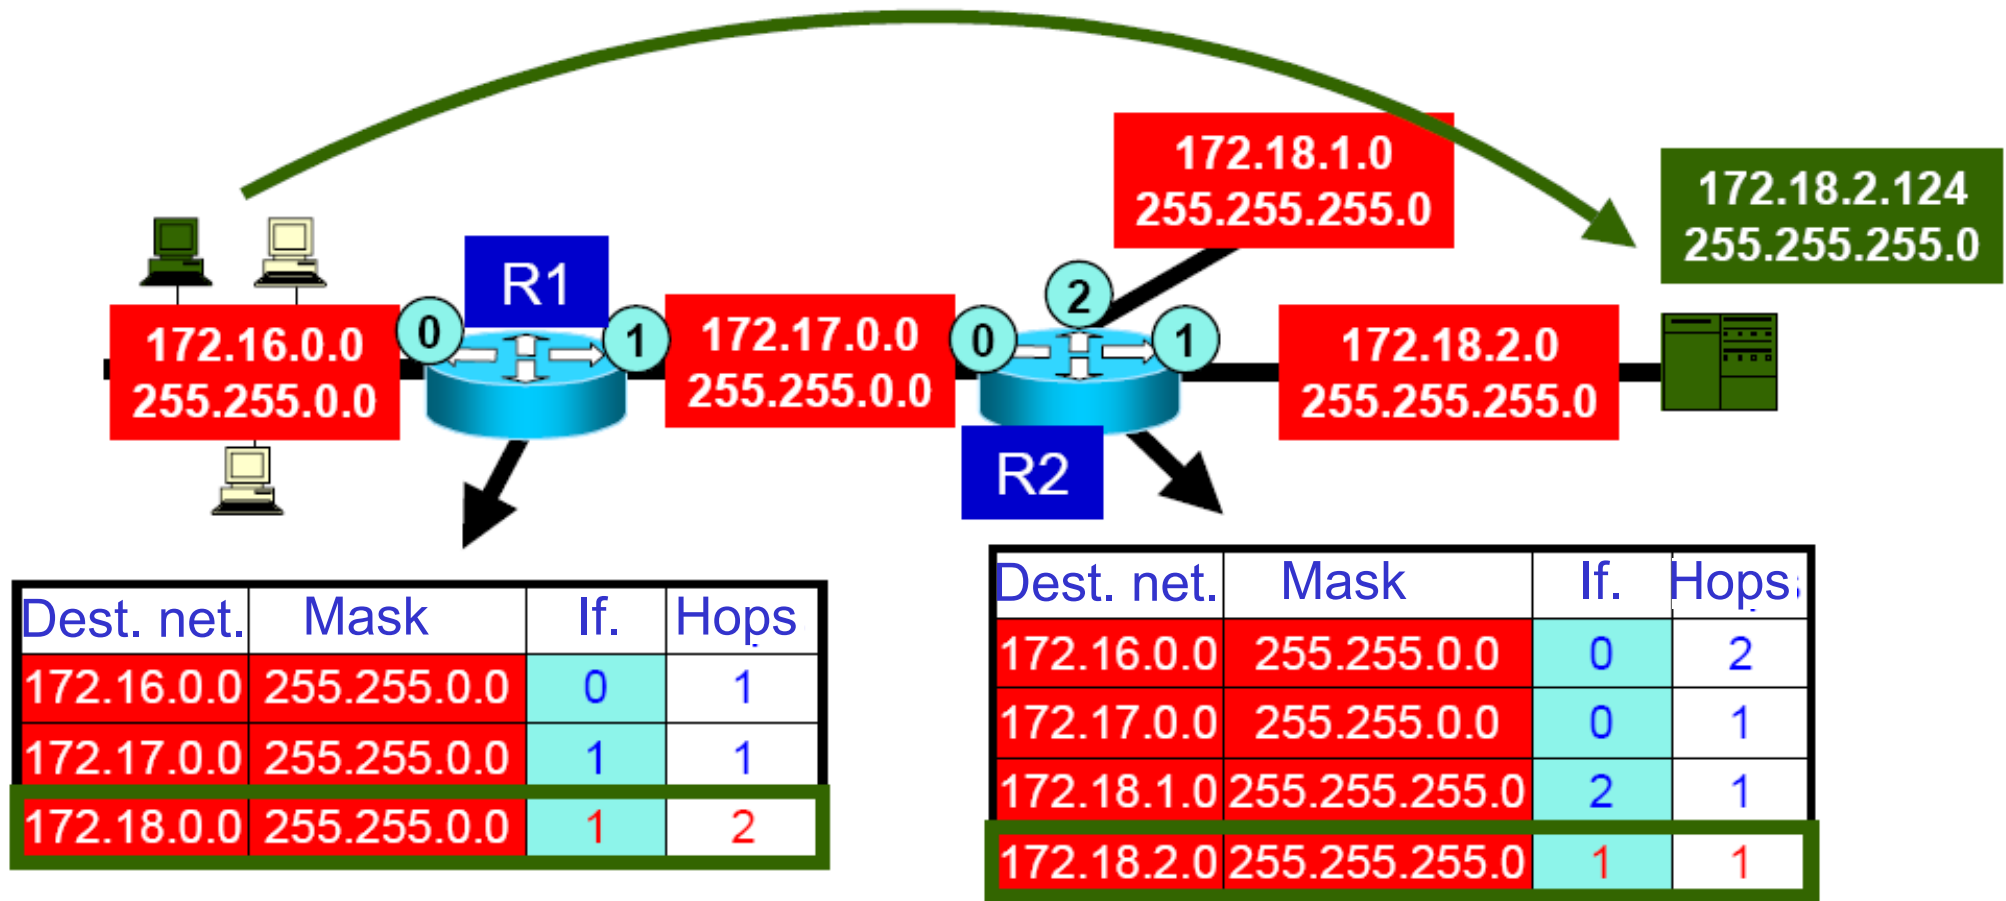 172.18.1.0
255.255.255.0
172.18.2.124
255.255.255.0
R1
2
0
1
0
1
172.16.0.0
255.255.0.0
172.17.0.0
255.255.0.0
172.18.2.0
255.255.255.0
R2
Dest. net. Mask If. Hops
172.16.0.0 255.255.0.0 0 1
172.17.0.0 255.255.0.0 1 1
172.18.0.0 255.255.0.0 1 2
Dest. net. Mask If. Hops
172.16.0.0 255.255.0.0 0 2
172.17.0.0 255.255.0.0 0 1
172.18.1.0 255.255.255.0 2 1
172.18.2.0 255.255.255.0 1 1